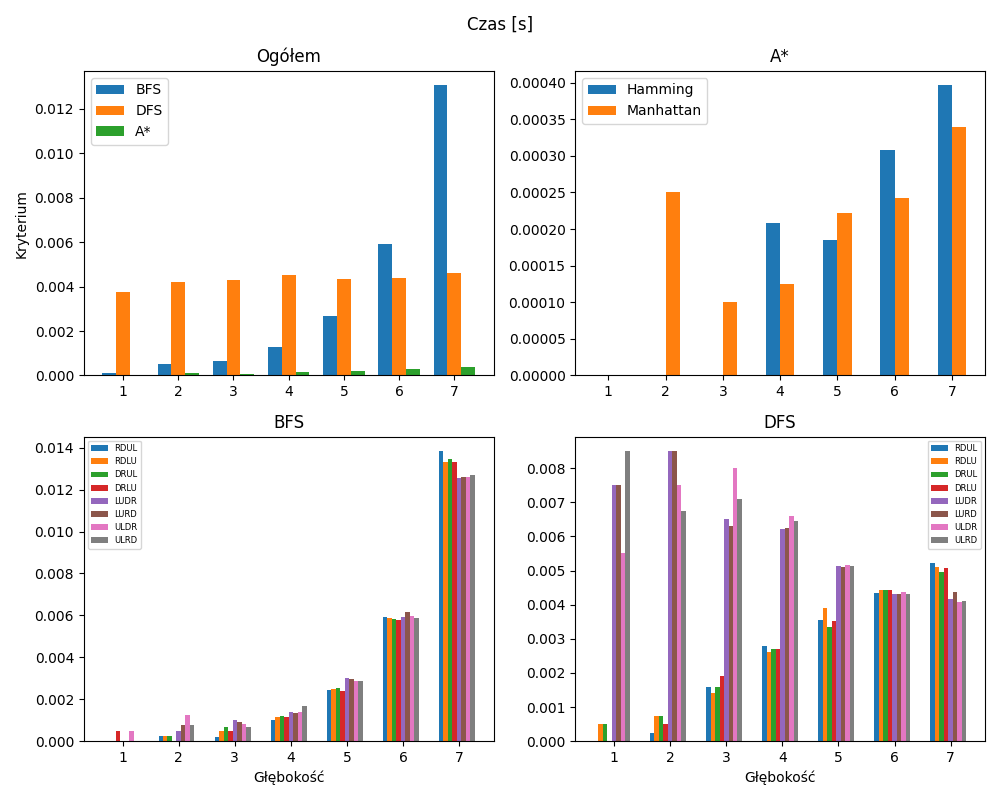 Czas [s]
Ogółem
Kryterium
0.012
0.010
0.008
0.006
0.004
0.002
0.000
BFS
DFS
A*
1 2 3 4 5 6 7
A*
0.00040
0.00035
0.00030
0.00025
0.00020
0.00015
0.00010
0.00005
0.00000
Hamming
Manhattan
1 2 3 4 5 6 7
BFS
0.014
0.012
0.010
0.008
0.006
0.004
0.002
0.000
RDUL
RDLU
DRUL
DRLU
LUDR
LURD
ULDR
ULRD
1 2 3 4 5 6 7
Głębokość
DFS
0.008
0.007
0.006
0.005
0.004
0.003
0.002
0.001
0.000
RDUL
RDLU
DRUL
DRLU
LUDR
LURD
ULDR
ULRD
1 2 3 4 5 6 7
Głębokość